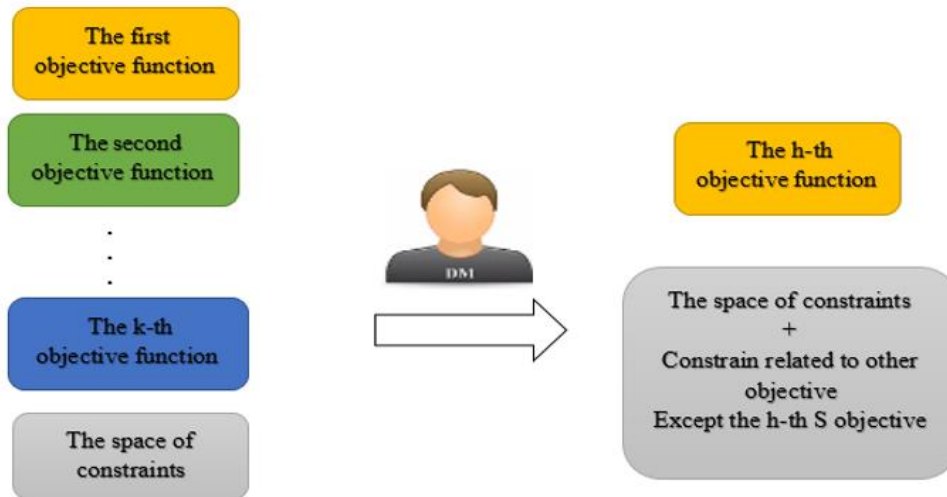 The first
objective function
The second
objective function
.
.
.
The k-th
objective function
The space of
constraints
DM
The h-th
objective function
The space of constraints
+
Constrain related to other
objective
Except the h-th S objective